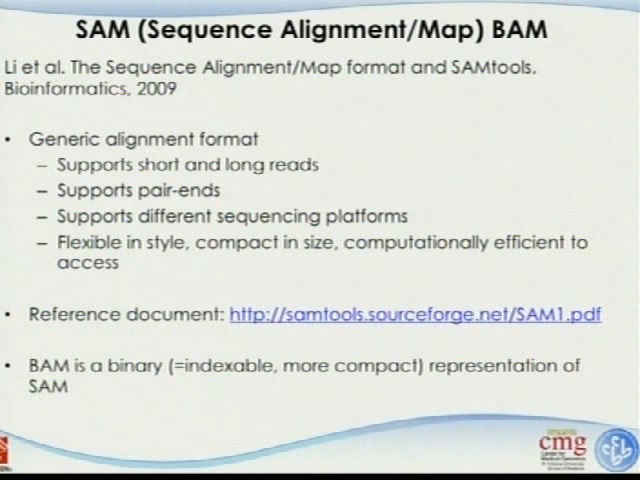 SAM (Sequence Alignment/Map) BAM
Li et al. The Sequence Alignment/Map format and SAMtools.
Bioinformatics, 2009
• Generic alignment format
– Supports short and long reads
– Supports pair-ends
– Supports different sequencing platforms
– Flexible in style, compact in size, computationally efficient to
access
• Reference document: http://samtools.sourceforge.net/SAM1.pdf
• BAM is a binary (=indexable, more compact) representation of
SAM
cmg